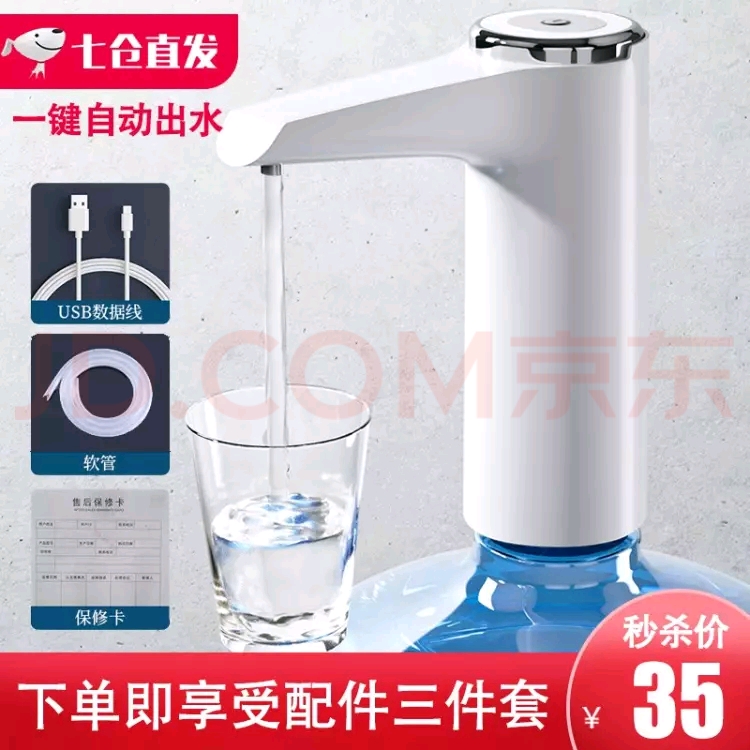 七仓直发
一键自动出水
USB数据线
JD.COM京东
软管
售后保修卡
保修卡
秒杀价
下单即享受配件三件套
¥35